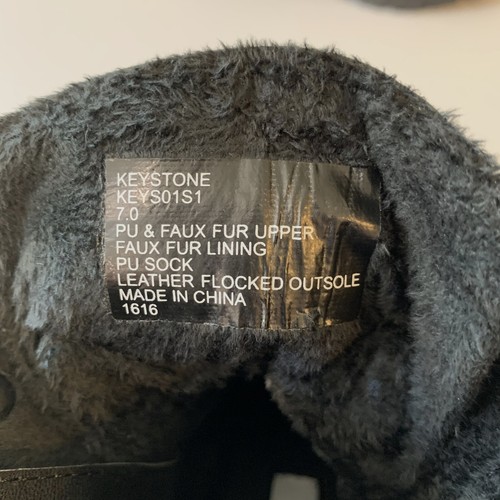 KEYSTONE
KEYS01S1
7.0
PU & FAUX FUR UPPER
FAUX FUR LINING
PU SOCK
LEATHER FLOCKED OUTSOLE
MADE IN CHINA
1616